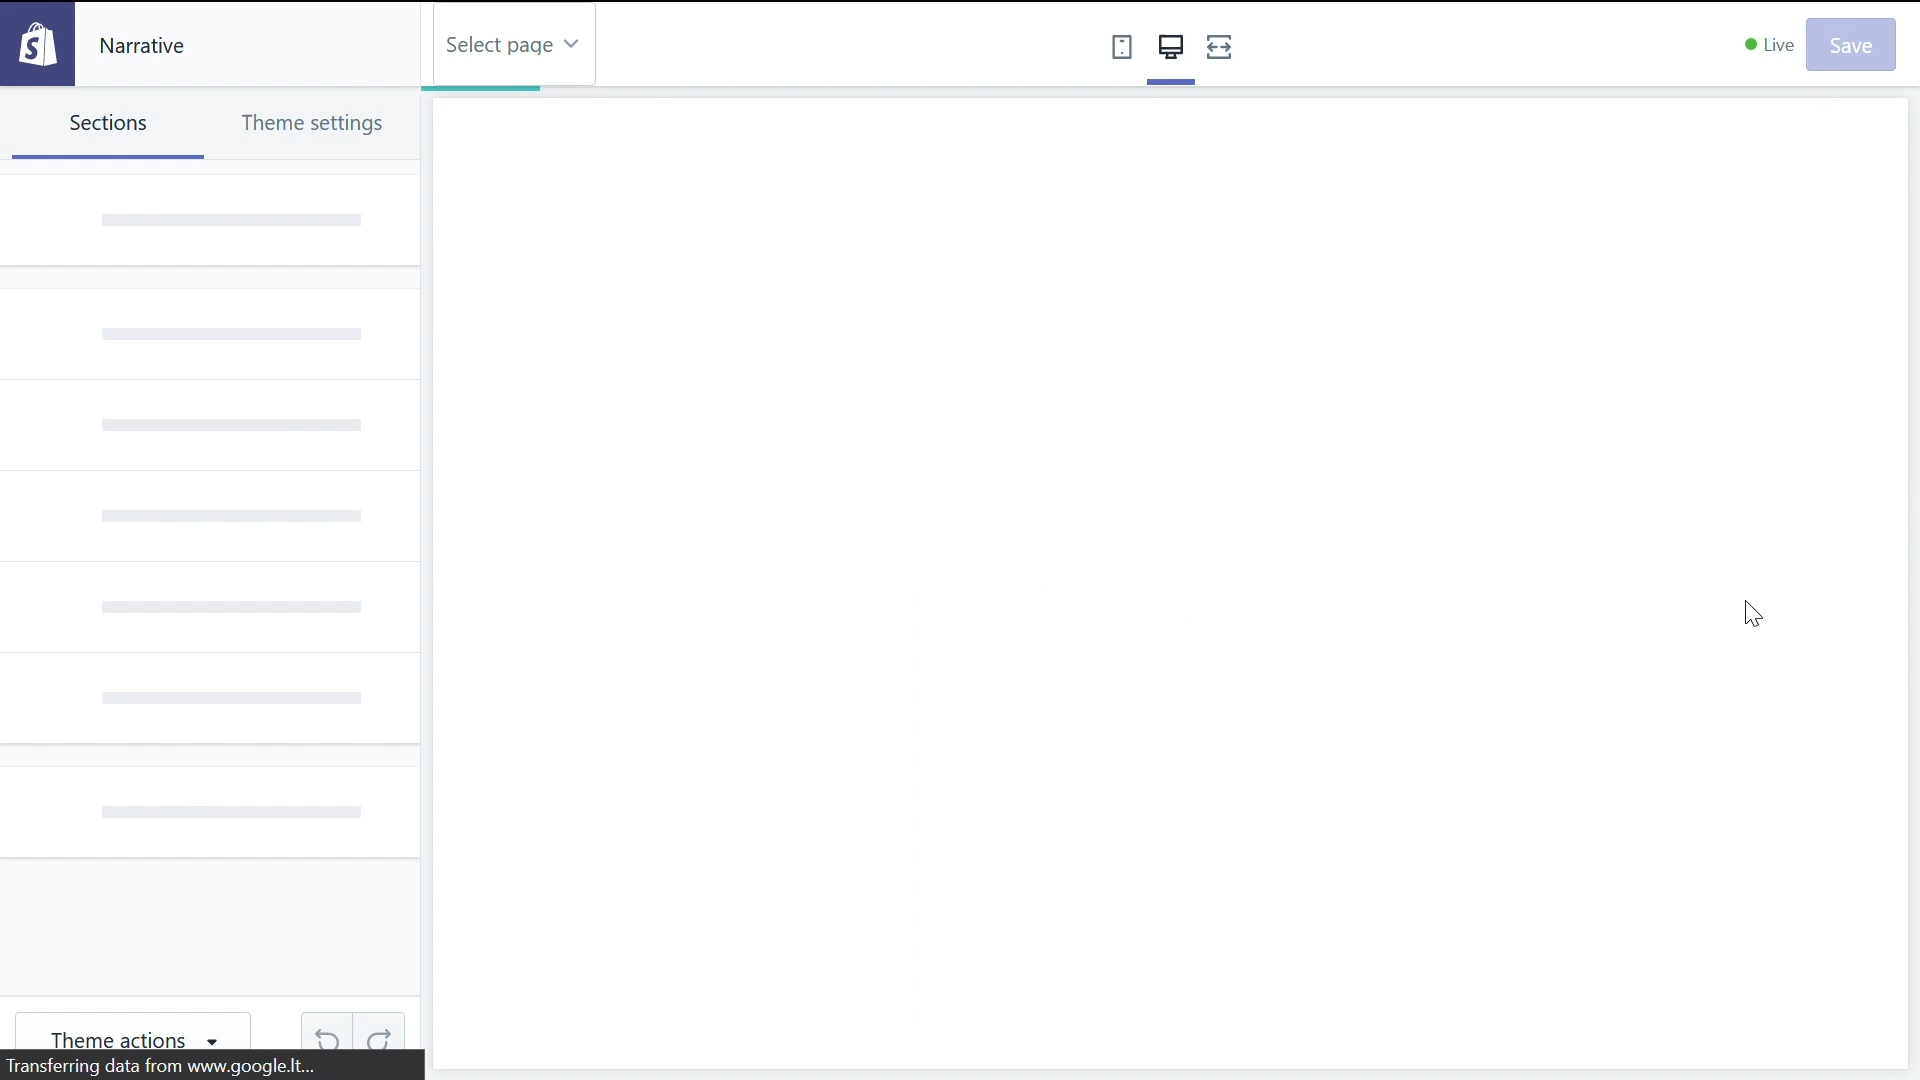 Narrative
Select page
Live
Save
Sections
Theme settings
Theme actions
Transferring data from www.google.lt...